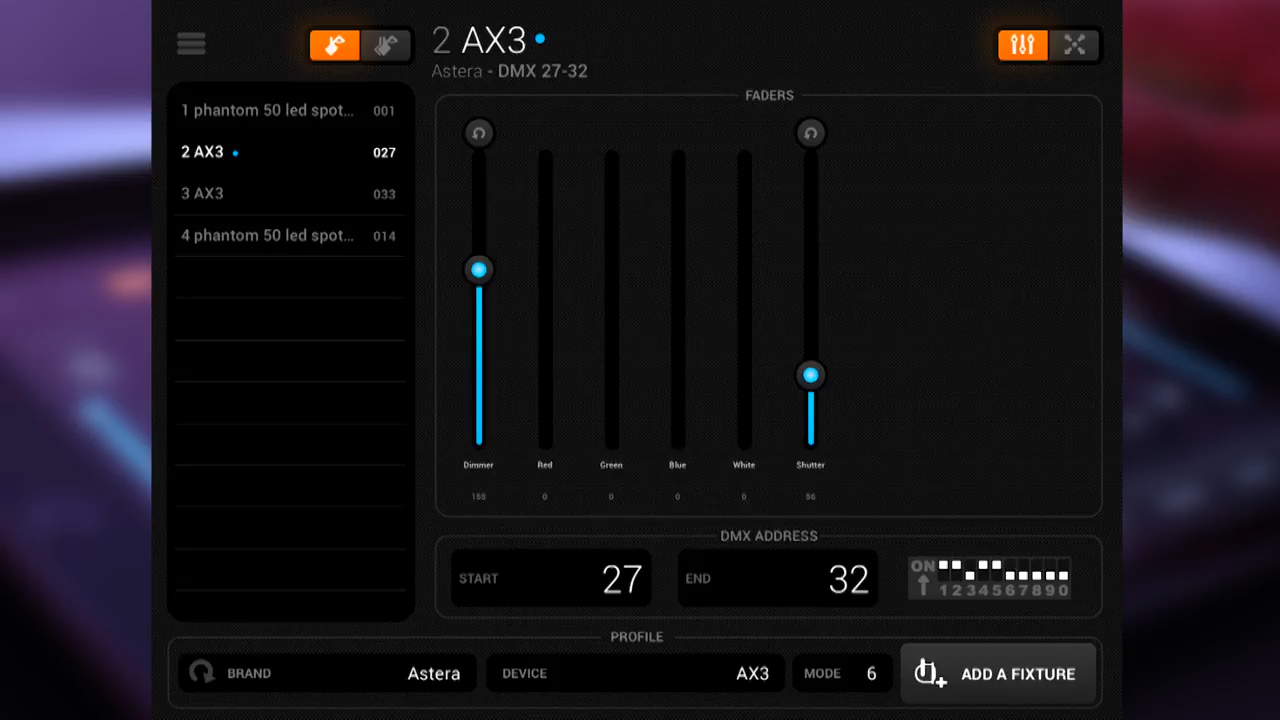 2 AX3
Astera - DMX 27-32
1 phantom 50 led spot... 001
2 AX3 027
3 AX3 033
4 phantom 50 led spot... 014
FADERS
Dimmer Red Green Blue White Shutter
155 0 0 0 0 56
DMX ADDRESS
START 27 END 32
ON
1 2 3 4 5 6 7 8 9 0
PROFILE
BRAND Astera DEVICE AX3 MODE 6 ADD A FIXTURE